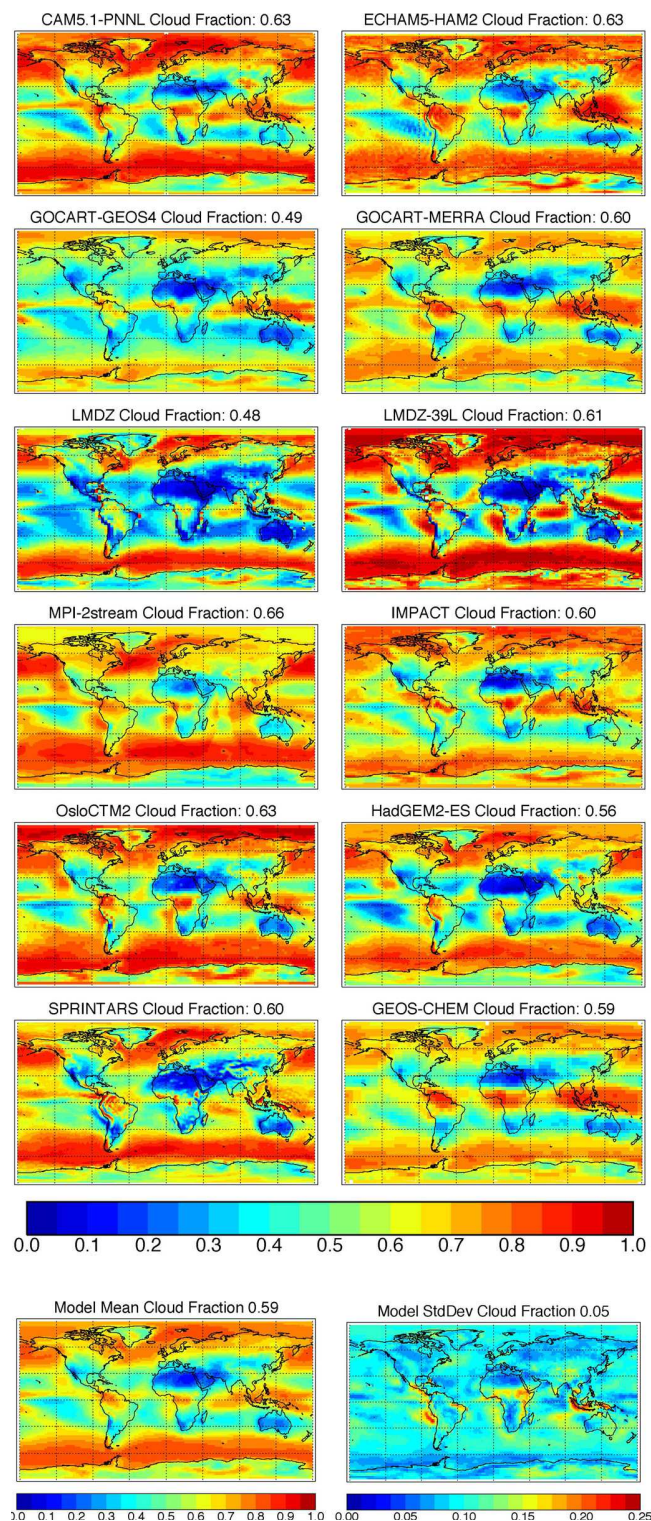 CAM5.1-PNNL Cloud Fraction: 0.63
ECHAM5-HAM2 Cloud Fraction: 0.63
GOCART-GEOS4 Cloud Fraction: 0.49
GOCART-MERRA Cloud Fraction: 0.60
LMDZ Cloud Fraction: 0.48
LMDZ-39L Cloud Fraction: 0.61
MPI-2stream Cloud Fraction: 0.66
IMPACT Cloud Fraction: 0.60
OsloCTM2 Cloud Fraction: 0.63
HadGEM2-ES Cloud Fraction: 0.56
SPRINTARS Cloud Fraction: 0.60
GEOS-CHEM Cloud Fraction: 0.59
0.0 0.1 0.2 0.3 0.4 0.5 0.6 0.7 0.8 0.9 1.0
Model Mean Cloud Fraction 0.59
Model StdDev Cloud Fraction 0.05
0.0 0.1 0.2 0.3 0.4 0.5 0.6 0.7 0.8 0.9 1.0
0.00 0.05 0.10 0.15 0.20 0.25